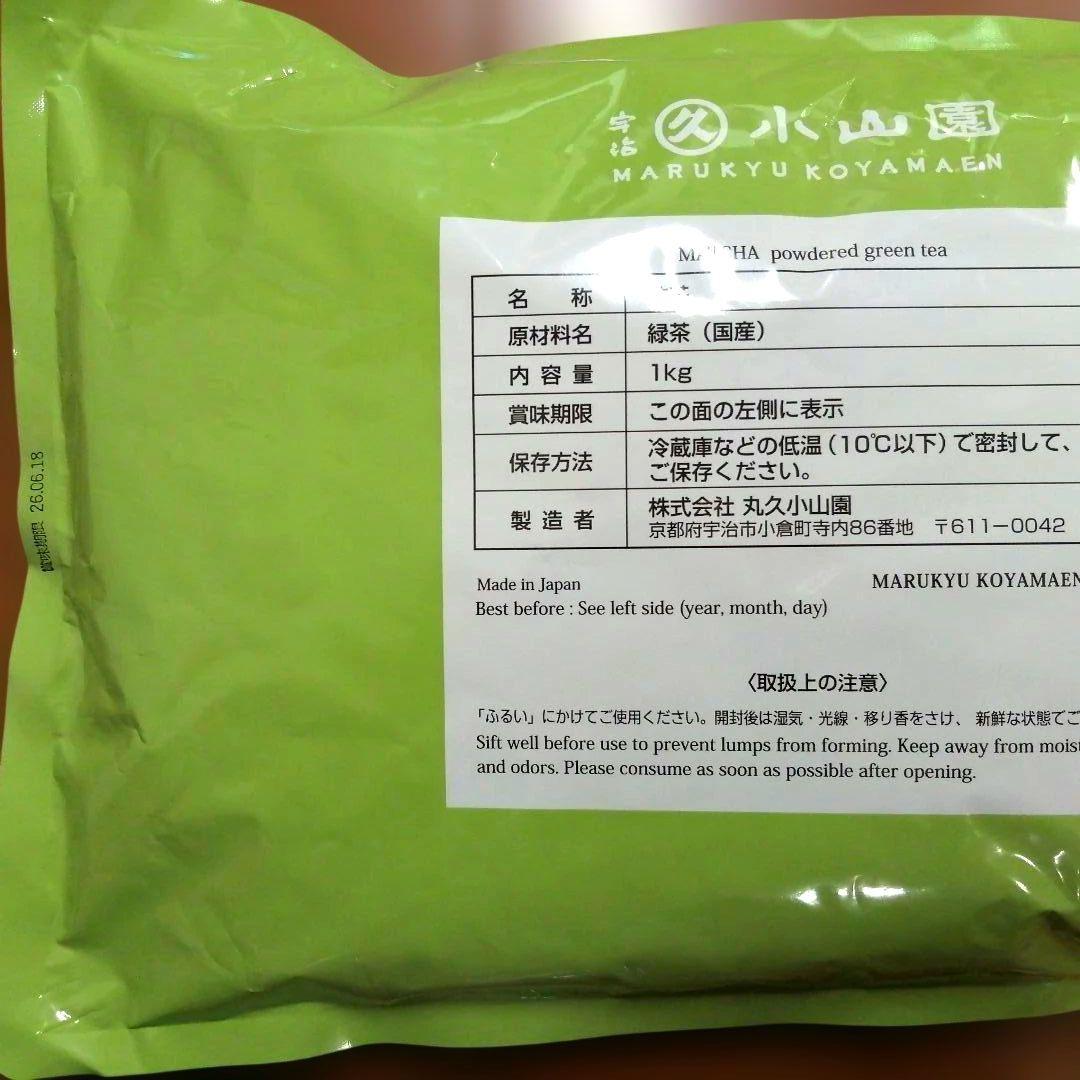 宇治 久 小山園
MARUKYU KOYAMAEN
MATCHA powdered green tea
名 称
原材料名 緑茶（国産）
内容量 1kg
賞味期限 この面の左側に表示
保存方法 冷蔵庫などの低温（10℃以下）で密封して、
ご保存ください。
製造者 株式会社 丸久小山園
京都府宇治市小倉町寺内86番地 〒611-0042
賞味期限 26.06.18
Made in Japan MARUKYU KOYAMAEN
Best before : See left side (year, month, day)
〈取扱上の注意〉
「ふるい」にかけてご使用ください。開封後は湿気・光線・移り香をさけ、 新鮮な状態でご
Sift well before use to prevent lumps from forming. Keep away from
and odors. Please consume as soon as possible after opening.